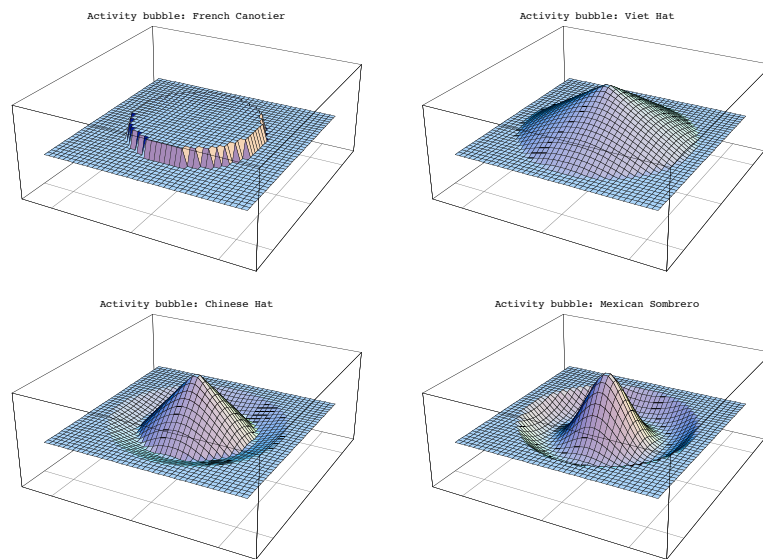 Activity bubble: French Canotier
Activity bubble: Viet Hat
Activity bubble: Chinese Hat
Activity bubble: Mexican Sombrero